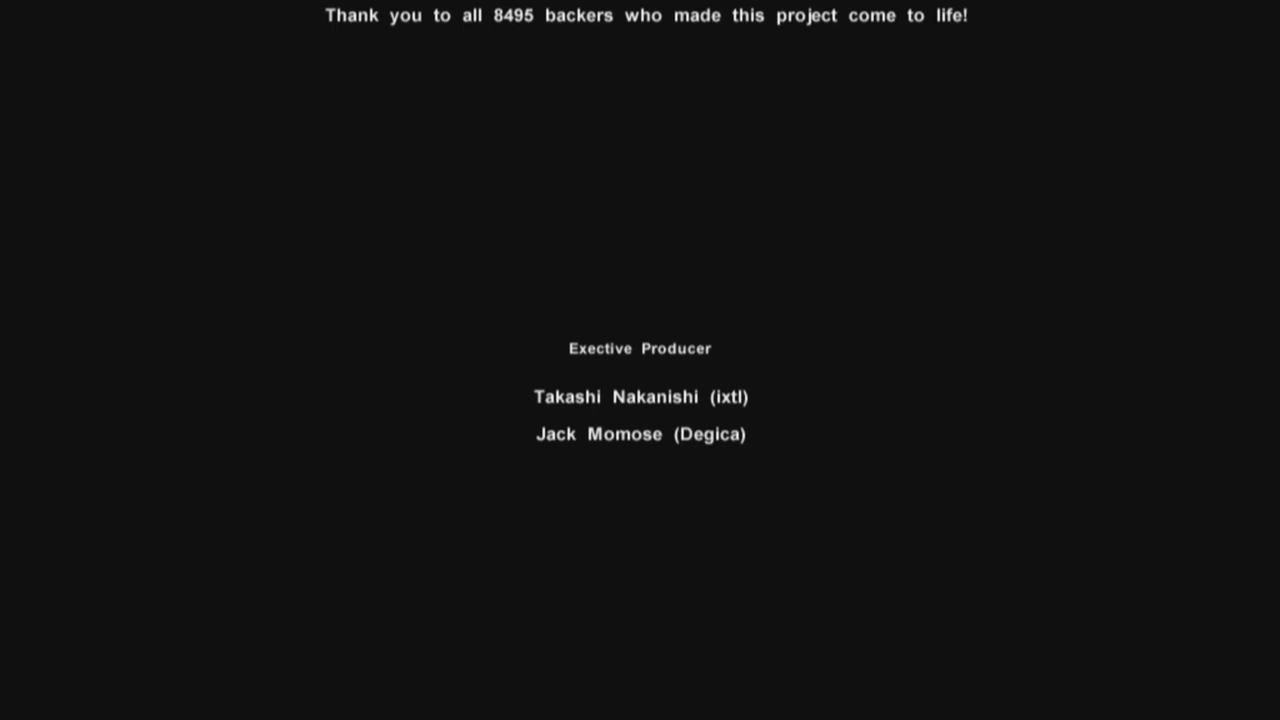 Thank you to all 8495 backers who made this project come to life!
Exective Producer
Takashi Nakanishi (ixtl)
Jack Momose (Degica)